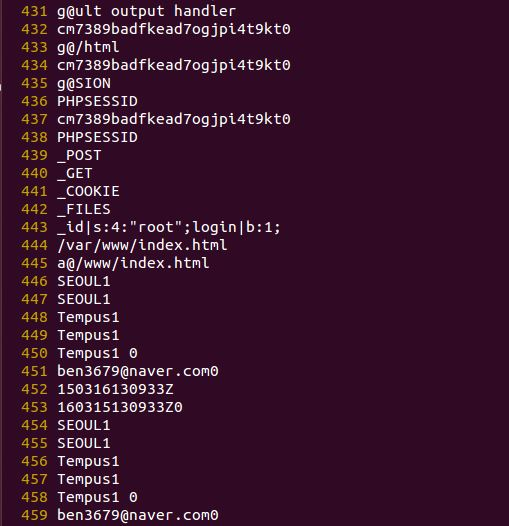 431 g@ult output handler
432 cm7389badfkead7ogjpi4t9kt0
433 g@/html
434 cm7389badfkead7ogjpi4t9kt0
435 g@SION
436 PHPSESSID
437 cm7389badfkead7ogjpi4t9kt0
438 PHPSESSID
439 _POST
440 _GET
441 _COOKIE
442 _FILES
443 _id|s:4:"root";login|b:1;
444 /var/www/index.html
445 a@/www/index.html
446 SEOUL1
447 SEOUL1
448 Tempus1
449 Tempus1
450 Tempus1 0
451 ben3679@naver.com0
452 150316130933Z
453 160315130933Z0
454 SEOUL1
455 SEOUL1
456 Tempus1
457 Tempus1
458 Tempus1 0
459 ben3679@naver.com0